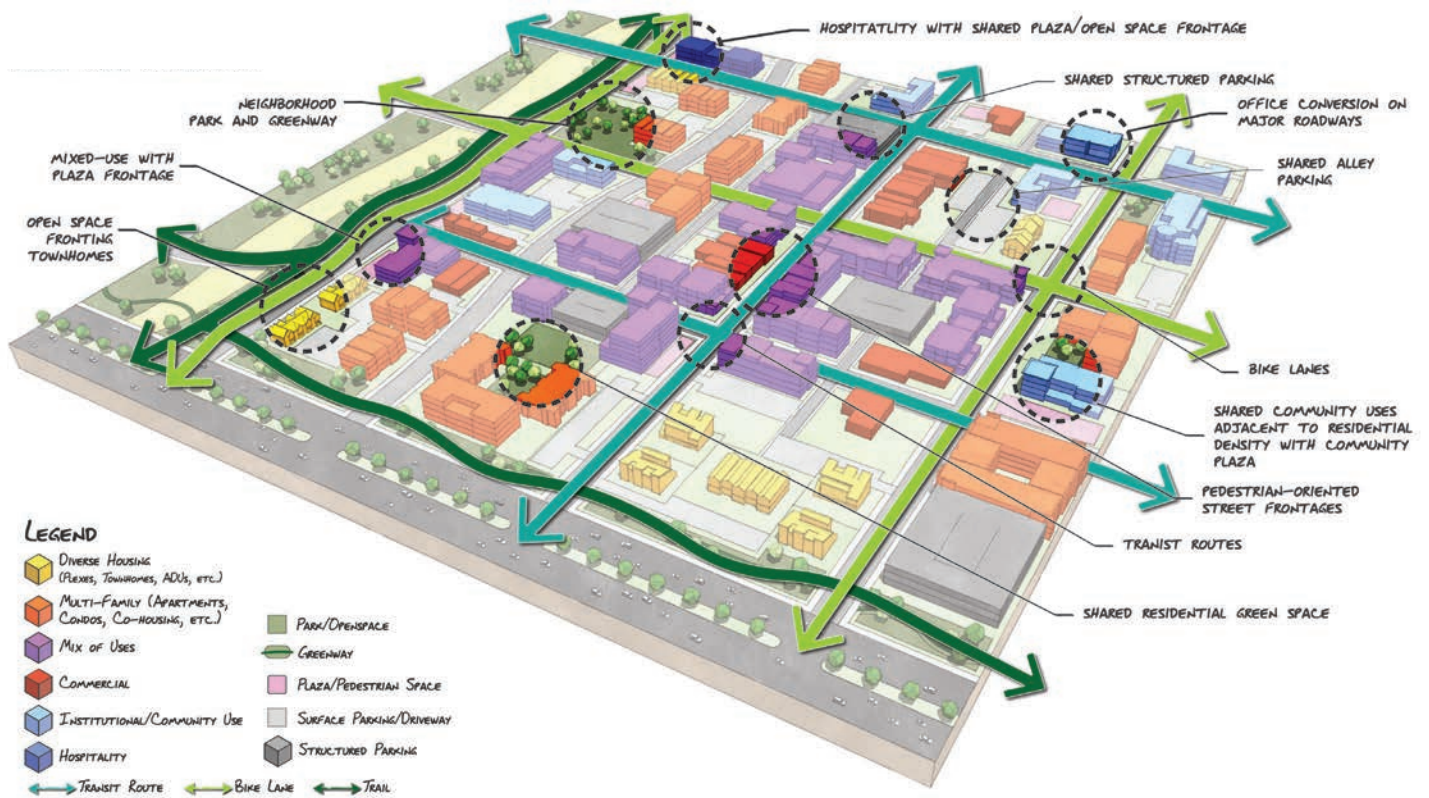 HOSPITATLITY WITH SHARED PLAZA/OPEN SPACE FRONTAGE
SHARED STRUCTURED PARKING
OFFICE CONVERSION ON
MAJOR ROADWAYS
SHARED ALLEY
PARKING
NEIGHBORHOOD
PARK AND GREENWAY
MIXED-USE WITH
PLAZA FRONTAGE
OPEN SPACE
FRONTING
TOWNHOMES
BIKE LANES
SHARED COMMUNITY USES
ADJACENT TO RESIDENTIAL
DENSITY WITH COMMUNITY
PLAZA
PEDESTRIAN-ORIENTED
STREET FRONTAGES
TRANIST ROUTES
SHARED RESIDENTIAL GREEN SPACE
LEGEND
DIVERSE HOUSING
(PLEXES, TOWNHOMES, ADUS, ETC.)
MULTI-FAMILY (APARTMENTS,
CONDOS, CO-HOUSING, ETC.)
MIX OF USES
COMMERCIAL
INSTITUTIONAL/COMMUNITY USE
HOSPITALITY
PARK/OPENSPACE
GREENWAY
PLAZA/PEDESTRIAN SPACE
SURFACE PARKING/DRIVEWAY
STRUCTURED PARKING
TRANSIT ROUTE
BIKE LANE
TRAIL